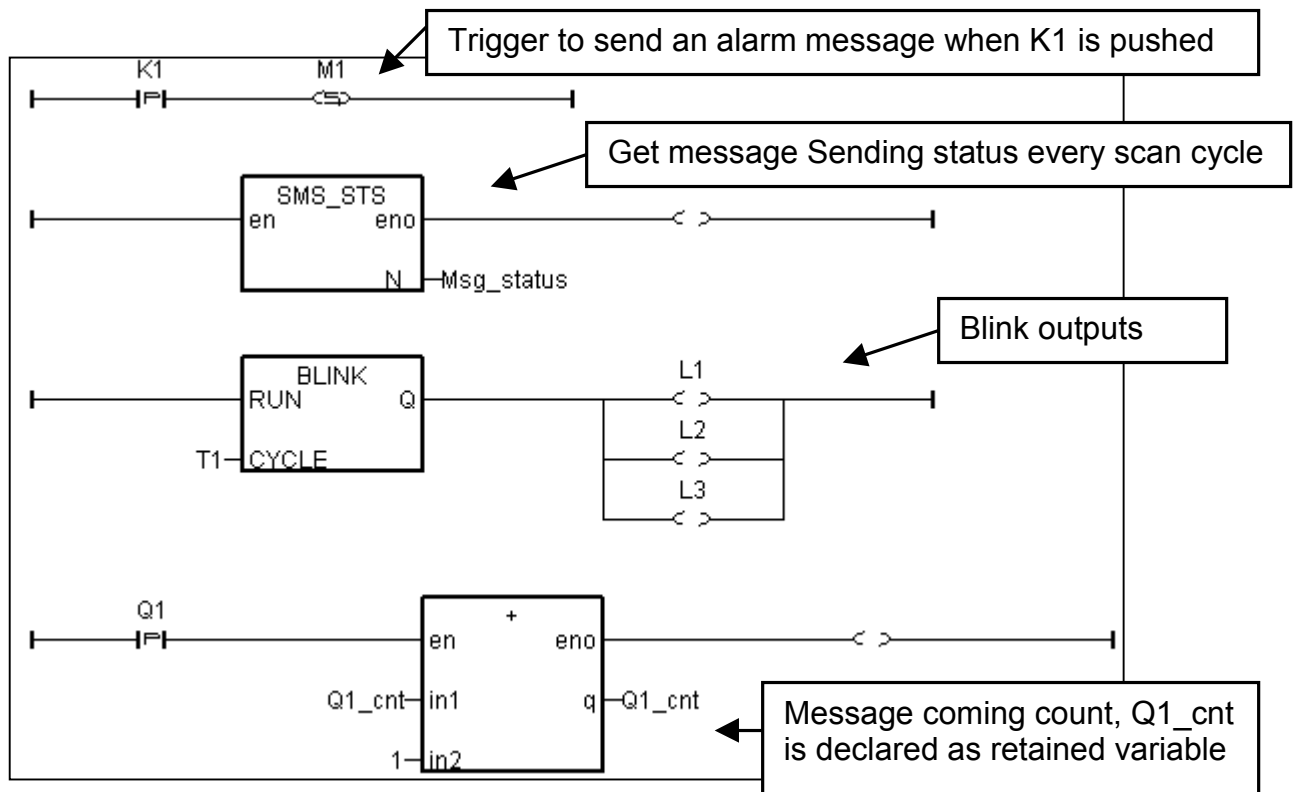 Trigger to send an alarm message when K1 is pushed
K1 M1
P S
Get message Sending status every scan cycle
SMS_STS
en eno
N Msg_status
Blink outputs
BLINK L1
RUN Q
L2
T1 CYCLE
L3
Q1
P +
en eno
Q1_cnt in1 q Q1_cnt
1 in2
Message coming count, Q1_cnt
is declared as retained variable